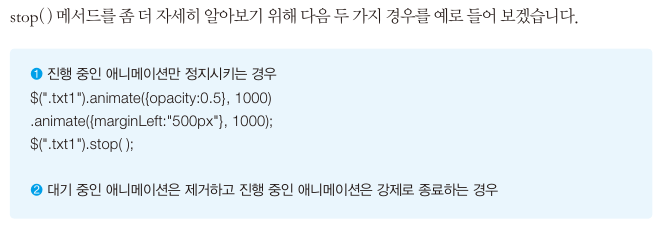 stop( ) 메서드를 좀 더 자세히 알아보기 위해 다음 두 가지 경우를 예로 들어 보겠습니다.
❶ 진행 중인 애니메이션만 정지시키는 경우
$(".txt1").animate({opacity:0.5}, 1000)
.animate({marginLeft:"500px"}, 1000);
$(".txt1").stop( );
❷ 대기 중인 애니메이션은 제거하고 진행 중인 애니메이션은 강제로 종료하는 경우